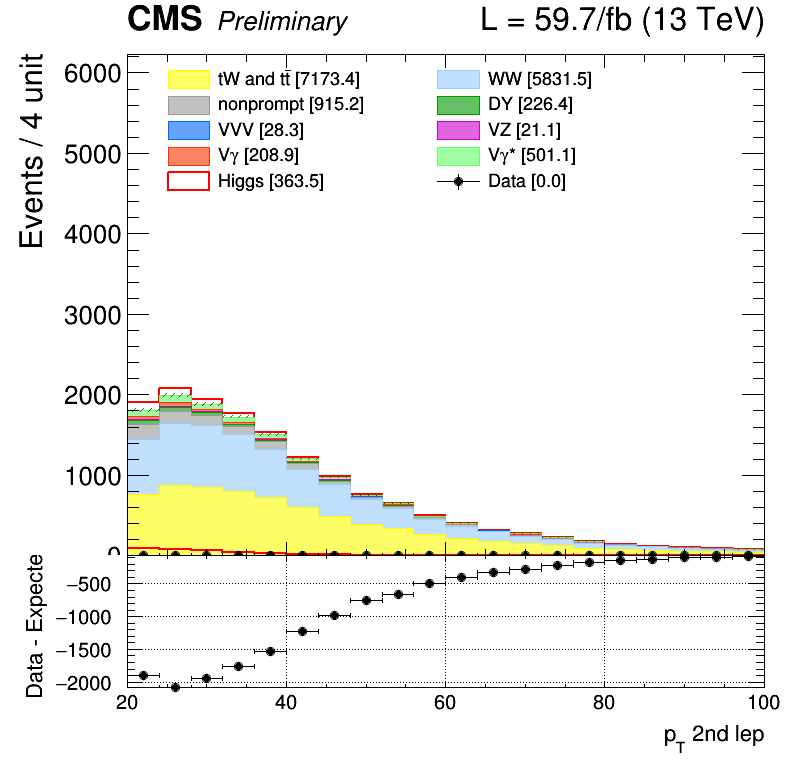 CMS Preliminary L = 59.7/fb (13 TeV)
Events / 4 unit
6000
5000
4000
3000
2000
1000
0
tW and tt̄ [7173.4]
WW [5831.5]
nonprompt [915.2]
DY [226.4]
VVV [28.3]
VZ [21.1]
Vγ [208.9]
Vγ* [501.1]
Higgs [363.5]
Data [0.0]
Data - Expecte
−500
−1000
−1500
−2000
20 40 60 80 100
p_T 2nd lep